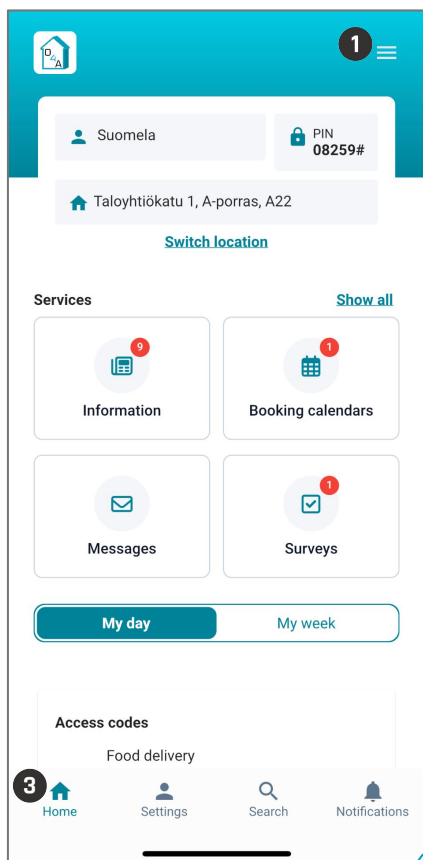 1
O4A
Suomela
PIN
08259#
Taloyhtiökatu 1, A-porras, A22
Switch location
Services
Show all
9
Information
1
Booking calendars
Messages
1
Surveys
My day
My week
Access codes
Food delivery
3
Home
Settings
Search
Notifications